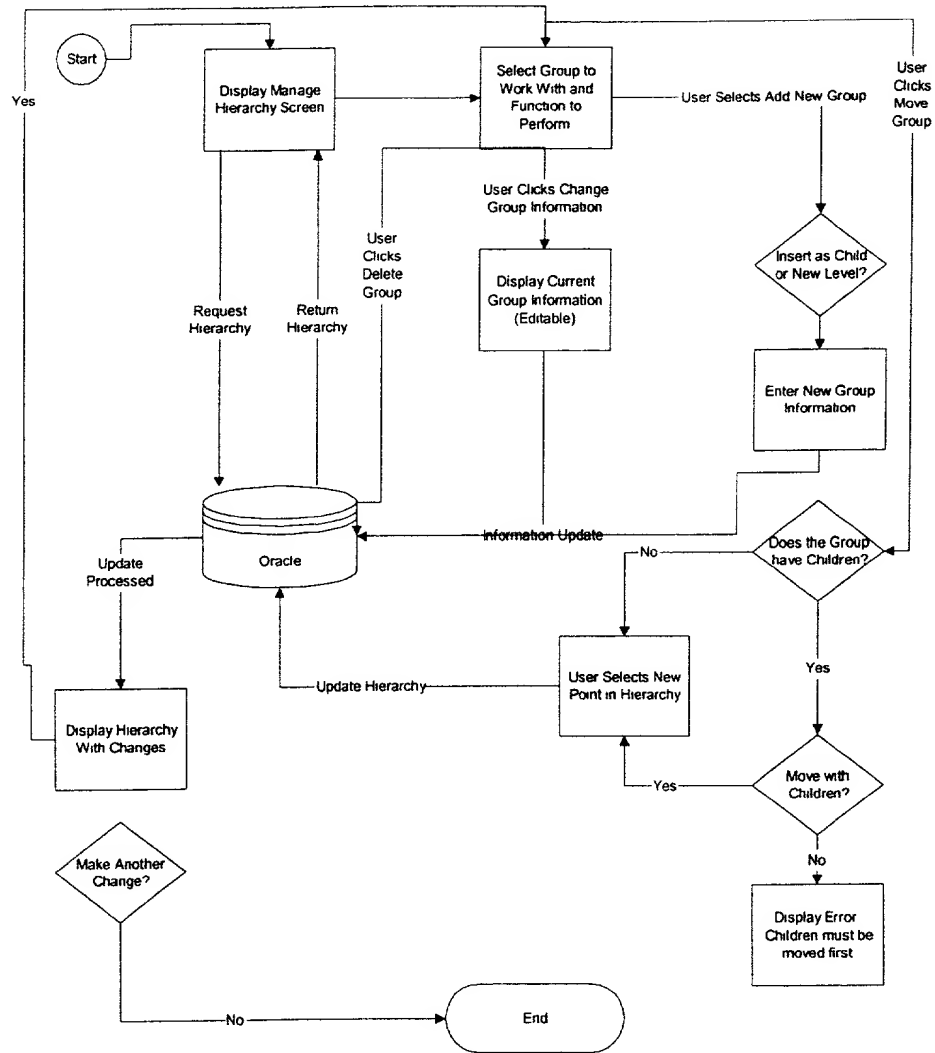 Start
Yes
Display Manage
Hierarchy Screen
Select Group to
Work With and
Function to
Perform
User Selects Add New Group
User
Clicks
Move
Group
User Clicks Change
Group Information
User
Clicks
Delete
Group
Insert as Child
or New Level?
Display Current
Group Information
(Editable)
Request
Hierarchy
Return
Hierarchy
Enter New Group
Information
Information Update
Oracle
Update
Processed
No
Does the Group
have Children?
Yes
User Selects New
Point in Hierarchy
Update Hierarchy
Display Hierarchy
With Changes
Move with
Children?
Yes
No
Make Another
Change?
Display Error
Children must be
moved first
No
End